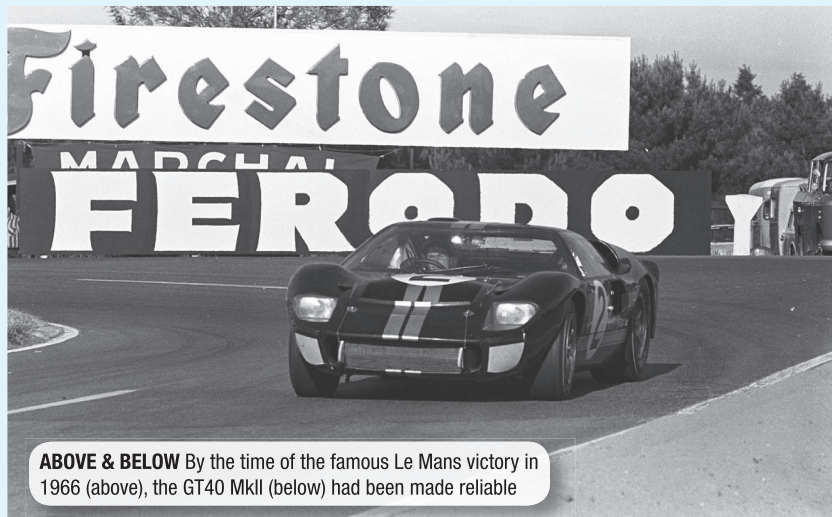 Firestone
MARCHAL
FERODO
2
ABOVE & BELOW By the time of the famous Le Mans victory in
1966 (above), the GT40 MkII (below) had been made reliable